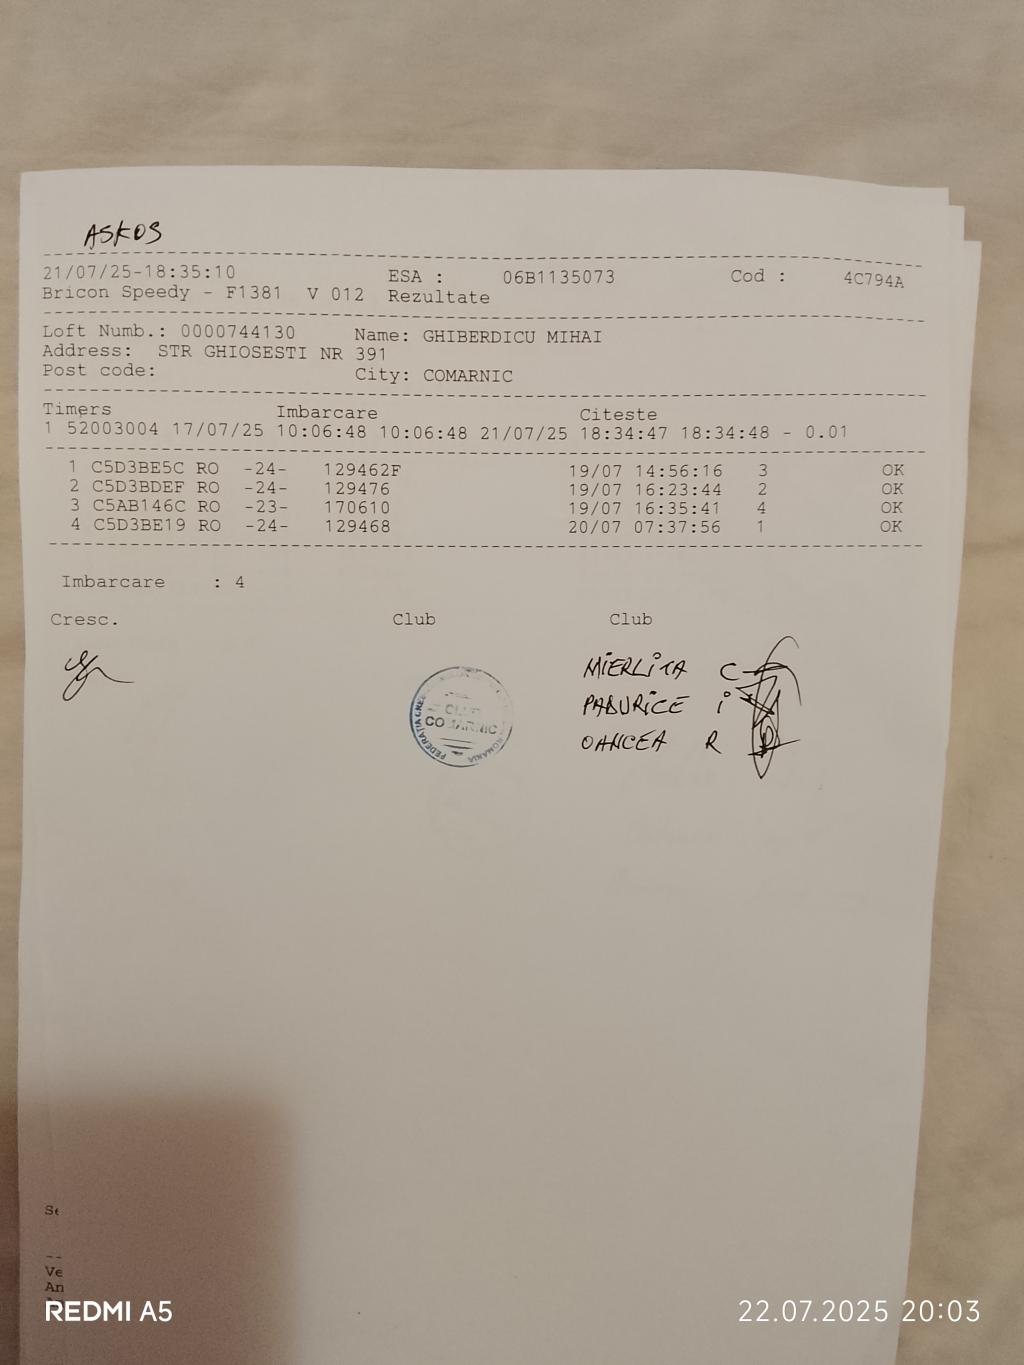 ASKOS
21/07/25-18:35:10 ESA : 06B1135073 Cod : 4C794A
Bricon Speedy - F1381 V 012 Rezultate
Loft Numb.: 0000744130 Name: GHIBERDICU MIHAI
Address: STR GHIOSESTI NR 391
Post code: City: COMARNIC
Timers Imbarcare Citeste
1 52003004 17/07/25 10:06:48 10:06:48 21/07/25 18:34:47 18:34:48 - 0.01
1 C5D3BE5C RO -24- 129462F 19/07 14:56:16 3 OK
2 C5D3BDEF RO -24- 129476 19/07 16:23:44 2 OK
3 C5AB146C RO -23- 170610 19/07 16:35:41 4 OK
4 C5D3BE19 RO -24- 129468 20/07 07:37:56 1 OK
Imbarcare : 4
Cresc. Club Club
MIERLITA C
PADURICE I
OANCEA R
CLUB
COMARNIC
FEDERATIA
ROMANIA
Ve
An
REDMI A5 22.07.2025 20:03